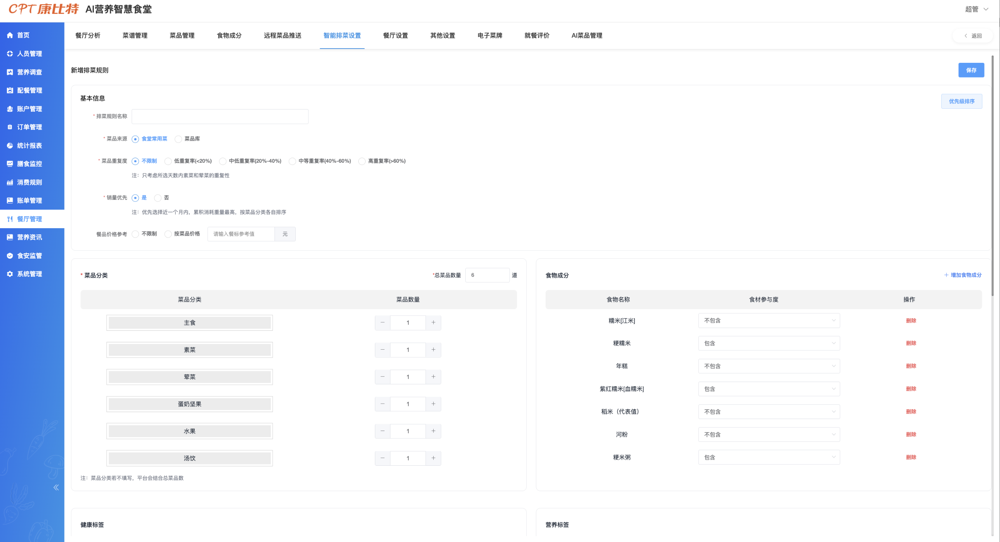 CPT康比特 AI营养智慧食堂
超管
首页
人员管理
营养调查
配餐管理
账户管理
订单管理
统计报表
膳食监控
消费规则
账单管理
餐厅管理
营养资讯
食安监管
系统管理
餐厅分析 菜谱管理 菜品管理 食物成分 远程菜品推送 智能排菜设置 餐厅设置 其他设置 电子菜牌 就餐评价 AI菜品管理
返回
新增排菜规则
保存
基本信息
优先级排序
* 排菜规则名称
* 菜品来源 食堂常用菜 菜品库
* 菜品重复度 不限制 低重复率(<20%) 中低重复率(20%-40%) 中等重复率(40%-60%) 高重复率(>60%)
注：只考虑所选天数内素菜和荤菜的重复性
* 销量优先 是 否
注：优先选择近一个月内，累积消耗重量最高，按菜品分类各自排序
餐品价格参考 不限制 按菜品价格 请输入餐标参考值 元
* 菜品分类
*总菜品数量 6 道
菜品分类 菜品数量
主食 − 1 +
素菜 − 1 +
荤菜 − 1 +
蛋奶坚果 − 1 +
水果 − 1 +
汤饮 − 1 +
注：菜品分类若不填写，平台会结合总菜品数
食物成分
+ 增加食物成分
食物名称 食材参与度 操作
糯米[江米] 不包含 删除
粳糯米 包含 删除
年糕 不包含 删除
紫红糯米[血糯米] 包含 删除
稻米（代表值） 不包含 删除
河粉 不包含 删除
粳米粥 包含 删除
健康标签
营养标签